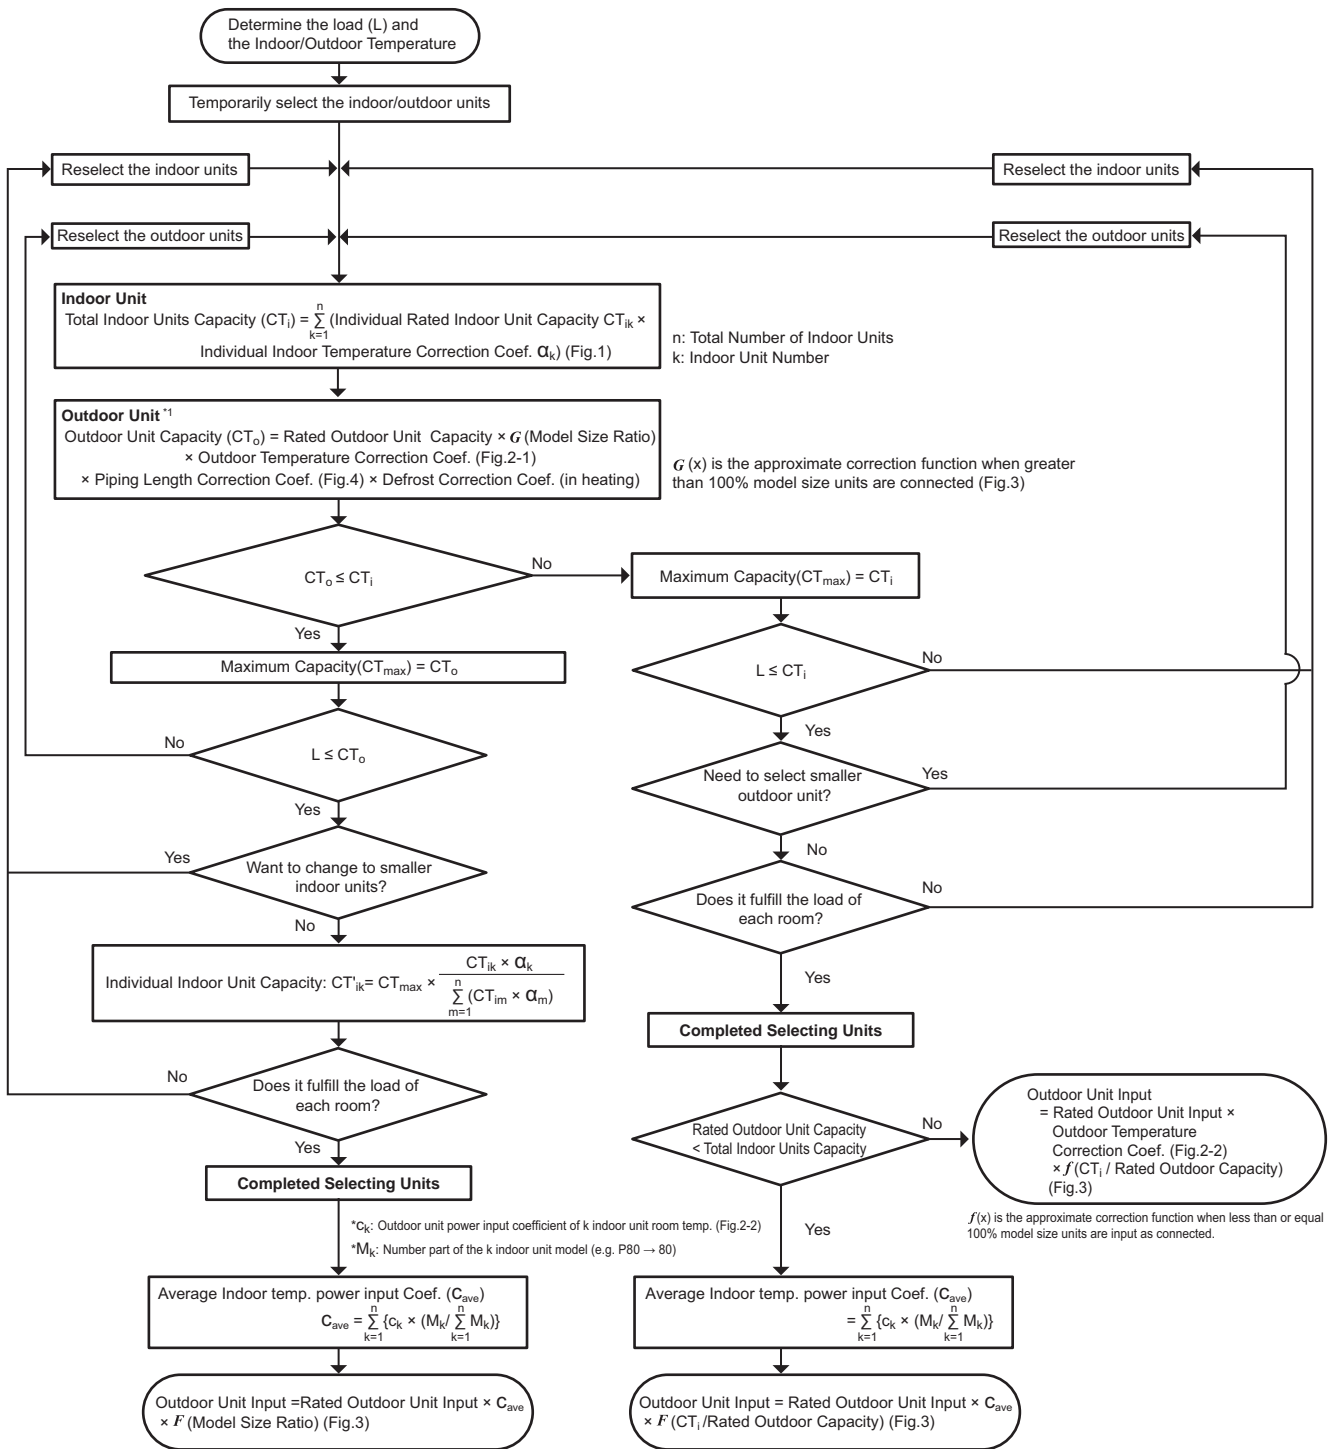 Determine the load (L) and
the Indoor/Outdoor Temperature
Temporarily select the indoor/outdoor units
Reselect the indoor units
Reselect the indoor units
Reselect the outdoor units
Reselect the outdoor units
Indoor Unit
Total Indoor Units Capacity (CTi) = n∑k=1 (Individual Rated Indoor Unit Capacity CTik ×
Individual Indoor Temperature Correction Coef. αk) (Fig.1)
n: Total Number of Indoor Units
k: Indoor Unit Number
Outdoor Unit *1
Outdoor Unit Capacity (CTo) = Rated Outdoor Unit Capacity × G (Model Size Ratio)
× Outdoor Temperature Correction Coef. (Fig.2-1)
× Piping Length Correction Coef. (Fig.4) × Defrost Correction Coef. (in heating)
G (x) is the approximate correction function when greater
than 100% model size units are connected (Fig.3)
CTo ≤ CTi
No
Maximum Capacity(CTmax) = CTi
Yes
Maximum Capacity(CTmax) = CTo
L ≤ CTi
No
Yes
L ≤ CTo
No
Yes
Need to select smaller
outdoor unit?
Yes
No
Want to change to smaller
indoor units?
Yes
No
Does it fulfill the load of
each room?
No
Yes
Individual Indoor Unit Capacity: CT'ik= CTmax × CTik × αk / n∑m=1 (CTim × αm)
Completed Selecting Units
Does it fulfill the load of
each room?
No
Yes
Completed Selecting Units
Rated Outdoor Unit Capacity
< Total Indoor Units Capacity
No
Yes
Outdoor Unit Input
= Rated Outdoor Unit Input ×
Outdoor Temperature
Correction Coef. (Fig.2-2)
× f (CTi / Rated Outdoor Capacity)
(Fig.3)
f(x) is the approximate correction function when less than or equal
100% model size units are input as connected.
*ck: Outdoor unit power input coefficient of k indoor unit room temp. (Fig.2-2)
*Mk: Number part of the k indoor unit model (e.g. P80 → 80)
Average Indoor temp. power input Coef. (Cave)
Cave = n∑k=1 {ck × (Mk/ n∑k=1 Mk)}
Average Indoor temp. power input Coef. (Cave)
= n∑k=1 {ck × (Mk/ n∑k=1 Mk)}
Outdoor Unit Input =Rated Outdoor Unit Input × Cave
× F (Model Size Ratio) (Fig.3)
Outdoor Unit Input = Rated Outdoor Unit Input × Cave
× F (CTi /Rated Outdoor Capacity) (Fig.3)